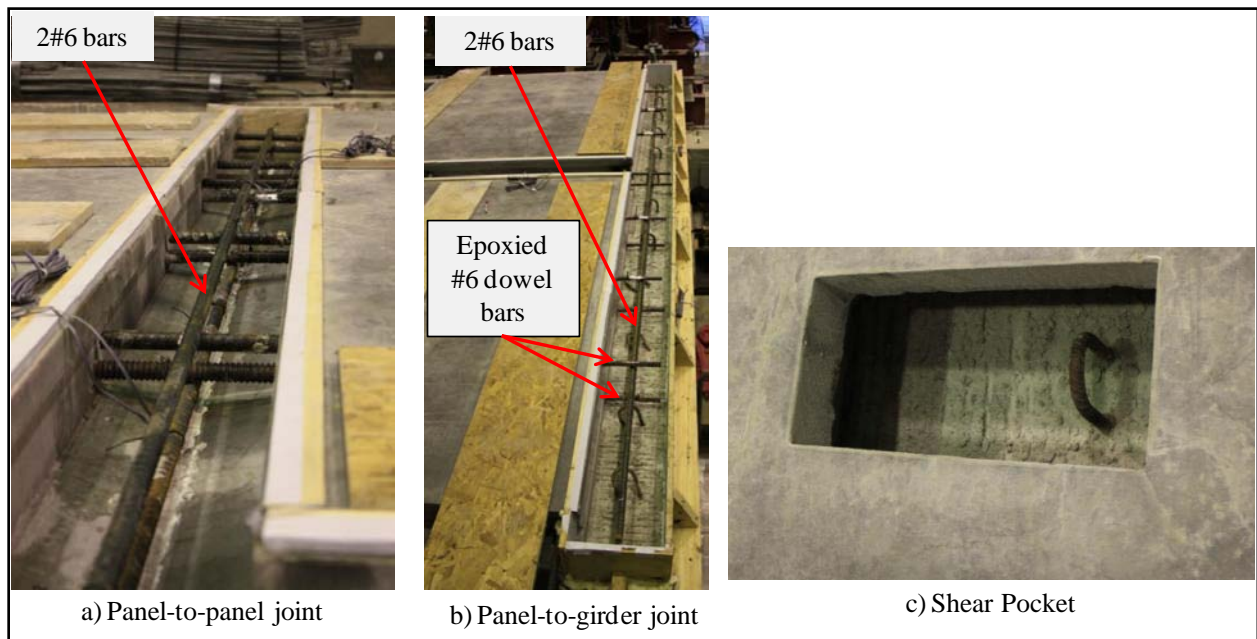 2#6 bars
2#6 bars
Epoxied
#6 dowel
bars
a) Panel-to-panel joint
b) Panel-to-girder joint
c) Shear Pocket